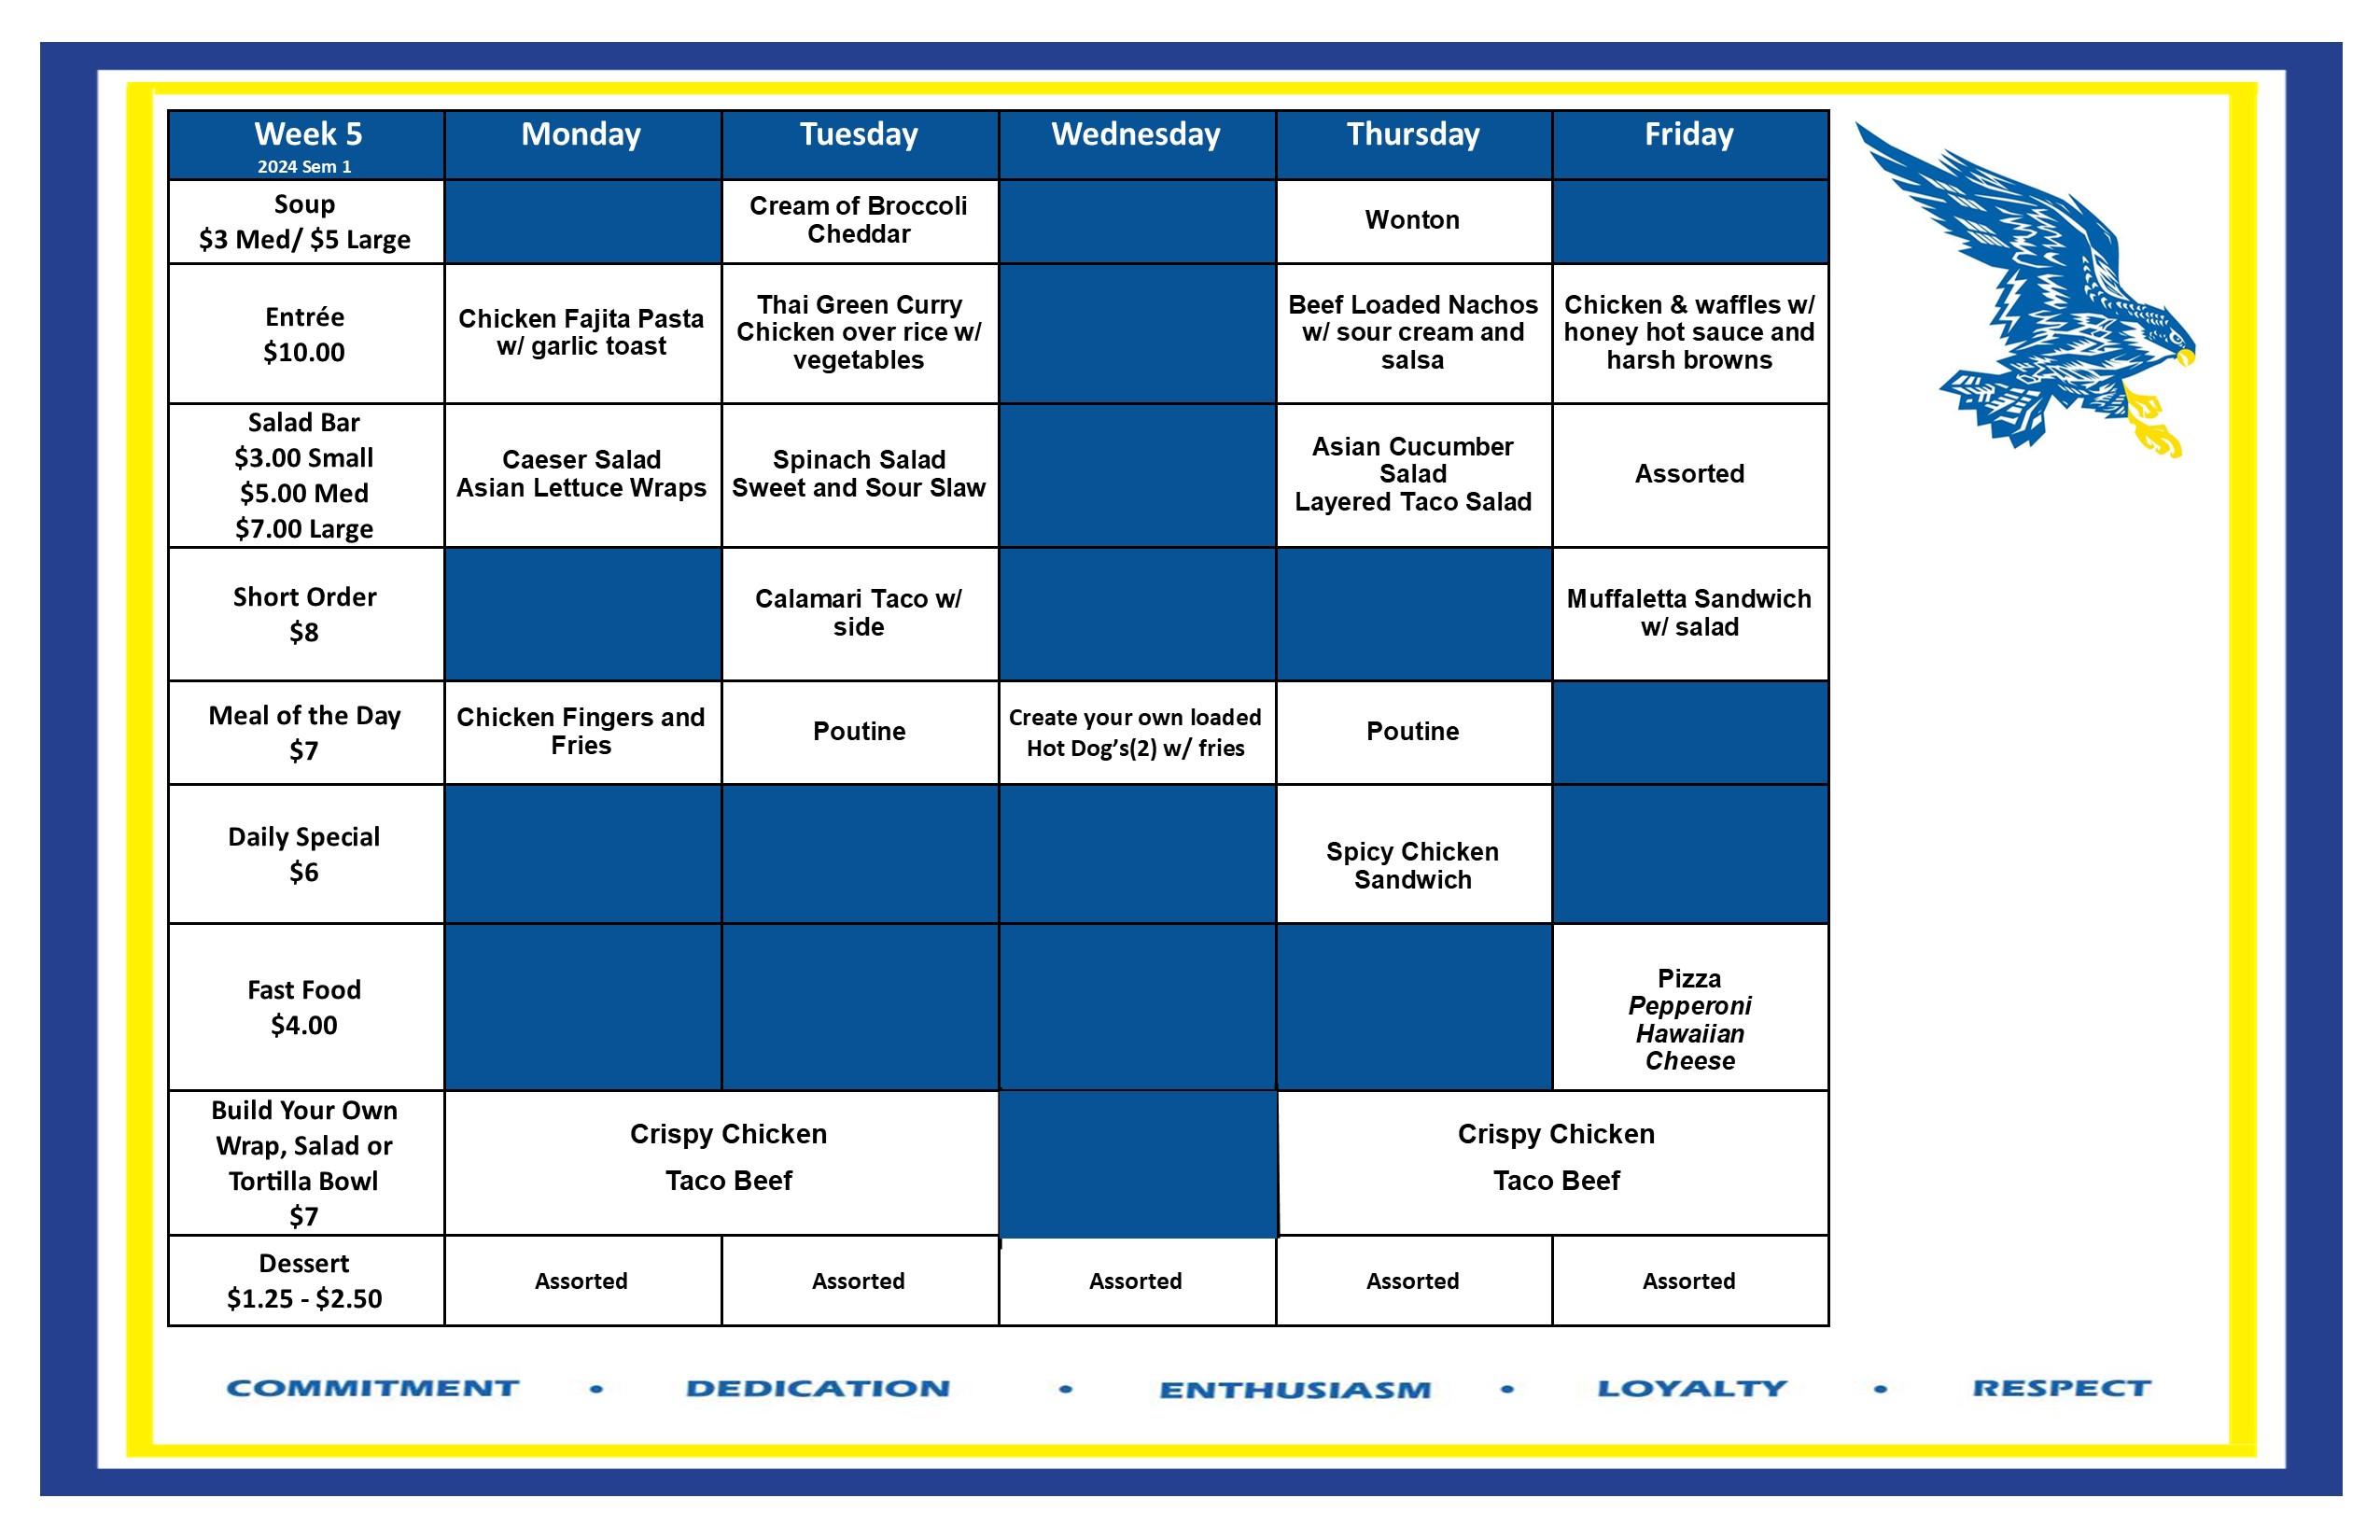 Week 5
2024 Sem 1
Monday
Tuesday
Wednesday
Thursday
Friday
Soup
$3 Med/ $5 Large
Cream of Broccoli
Cheddar
Wonton
Entrée
$10.00
Chicken Fajita Pasta
w/ garlic toast
Thai Green Curry
Chicken over rice w/
vegetables
Beef Loaded Nachos
w/ sour cream and
salsa
Chicken & waffles w/
honey hot sauce and
harsh browns
Salad Bar
$3.00 Small
$5.00 Med
$7.00 Large
Caeser Salad
Asian Lettuce Wraps
Spinach Salad
Sweet and Sour Slaw
Asian Cucumber
Salad
Layered Taco Salad
Assorted
Short Order
$8
Calamari Taco w/
side
Muffaletta Sandwich
w/ salad
Meal of the Day
$7
Chicken Fingers and
Fries
Poutine
Create your own loaded
Hot Dog’s(2) w/ fries
Poutine
Daily Special
$6
Spicy Chicken
Sandwich
Fast Food
$4.00
Pizza
Pepperoni
Hawaiian
Cheese
Build Your Own
Wrap, Salad or
Tortilla Bowl
$7
Crispy Chicken
Taco Beef
Crispy Chicken
Taco Beef
Dessert
$1.25 - $2.50
Assorted
Assorted
Assorted
Assorted
Assorted
COMMITMENT • DEDICATION • ENTHUSIASM • LOYALTY • RESPECT